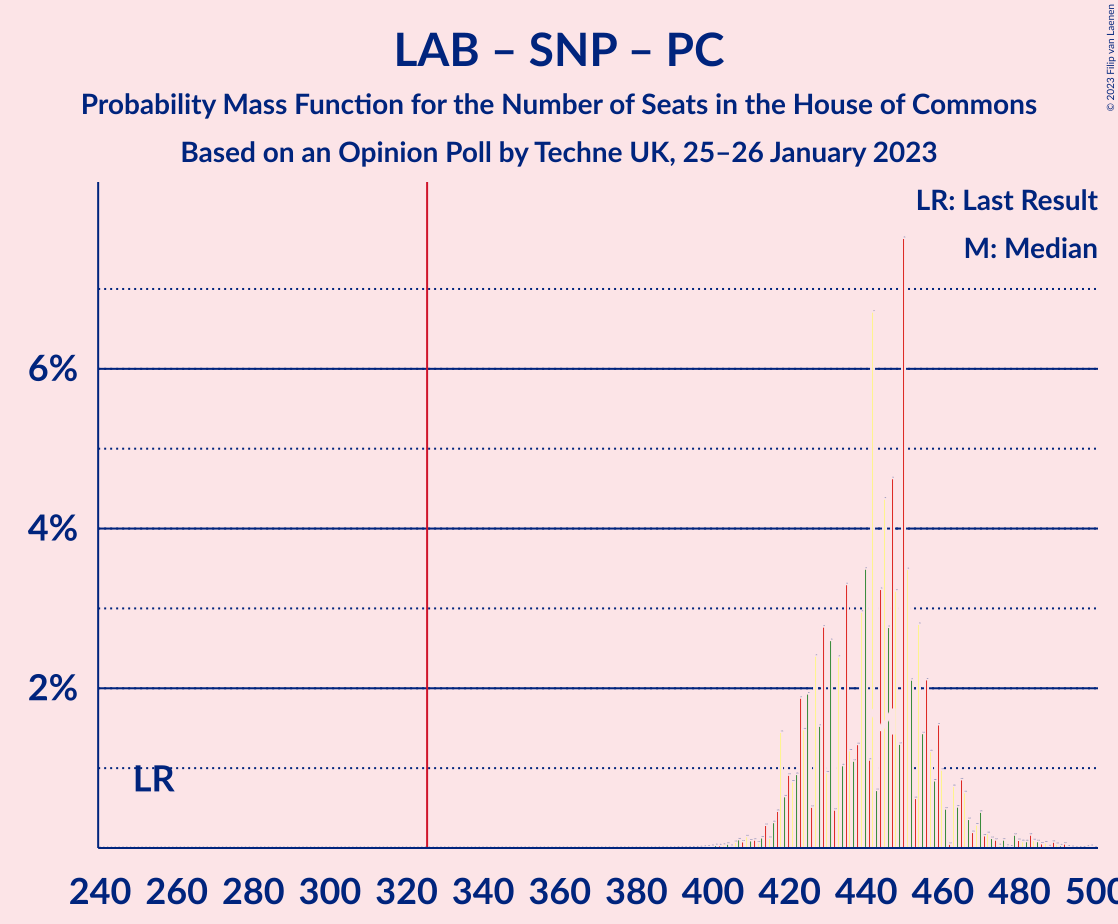 LAB – SNP – PC
Probability Mass Function for the Number of Seats in the House of Commons
Based on an Opinion Poll by Techne UK, 25–26 January 2023
© 2023 Filip van Laenen
LR: Last Result
M: Median
6%
4%
2%
LR
240 260 280 300 320 340 360 380 400 420 440 460 480 500